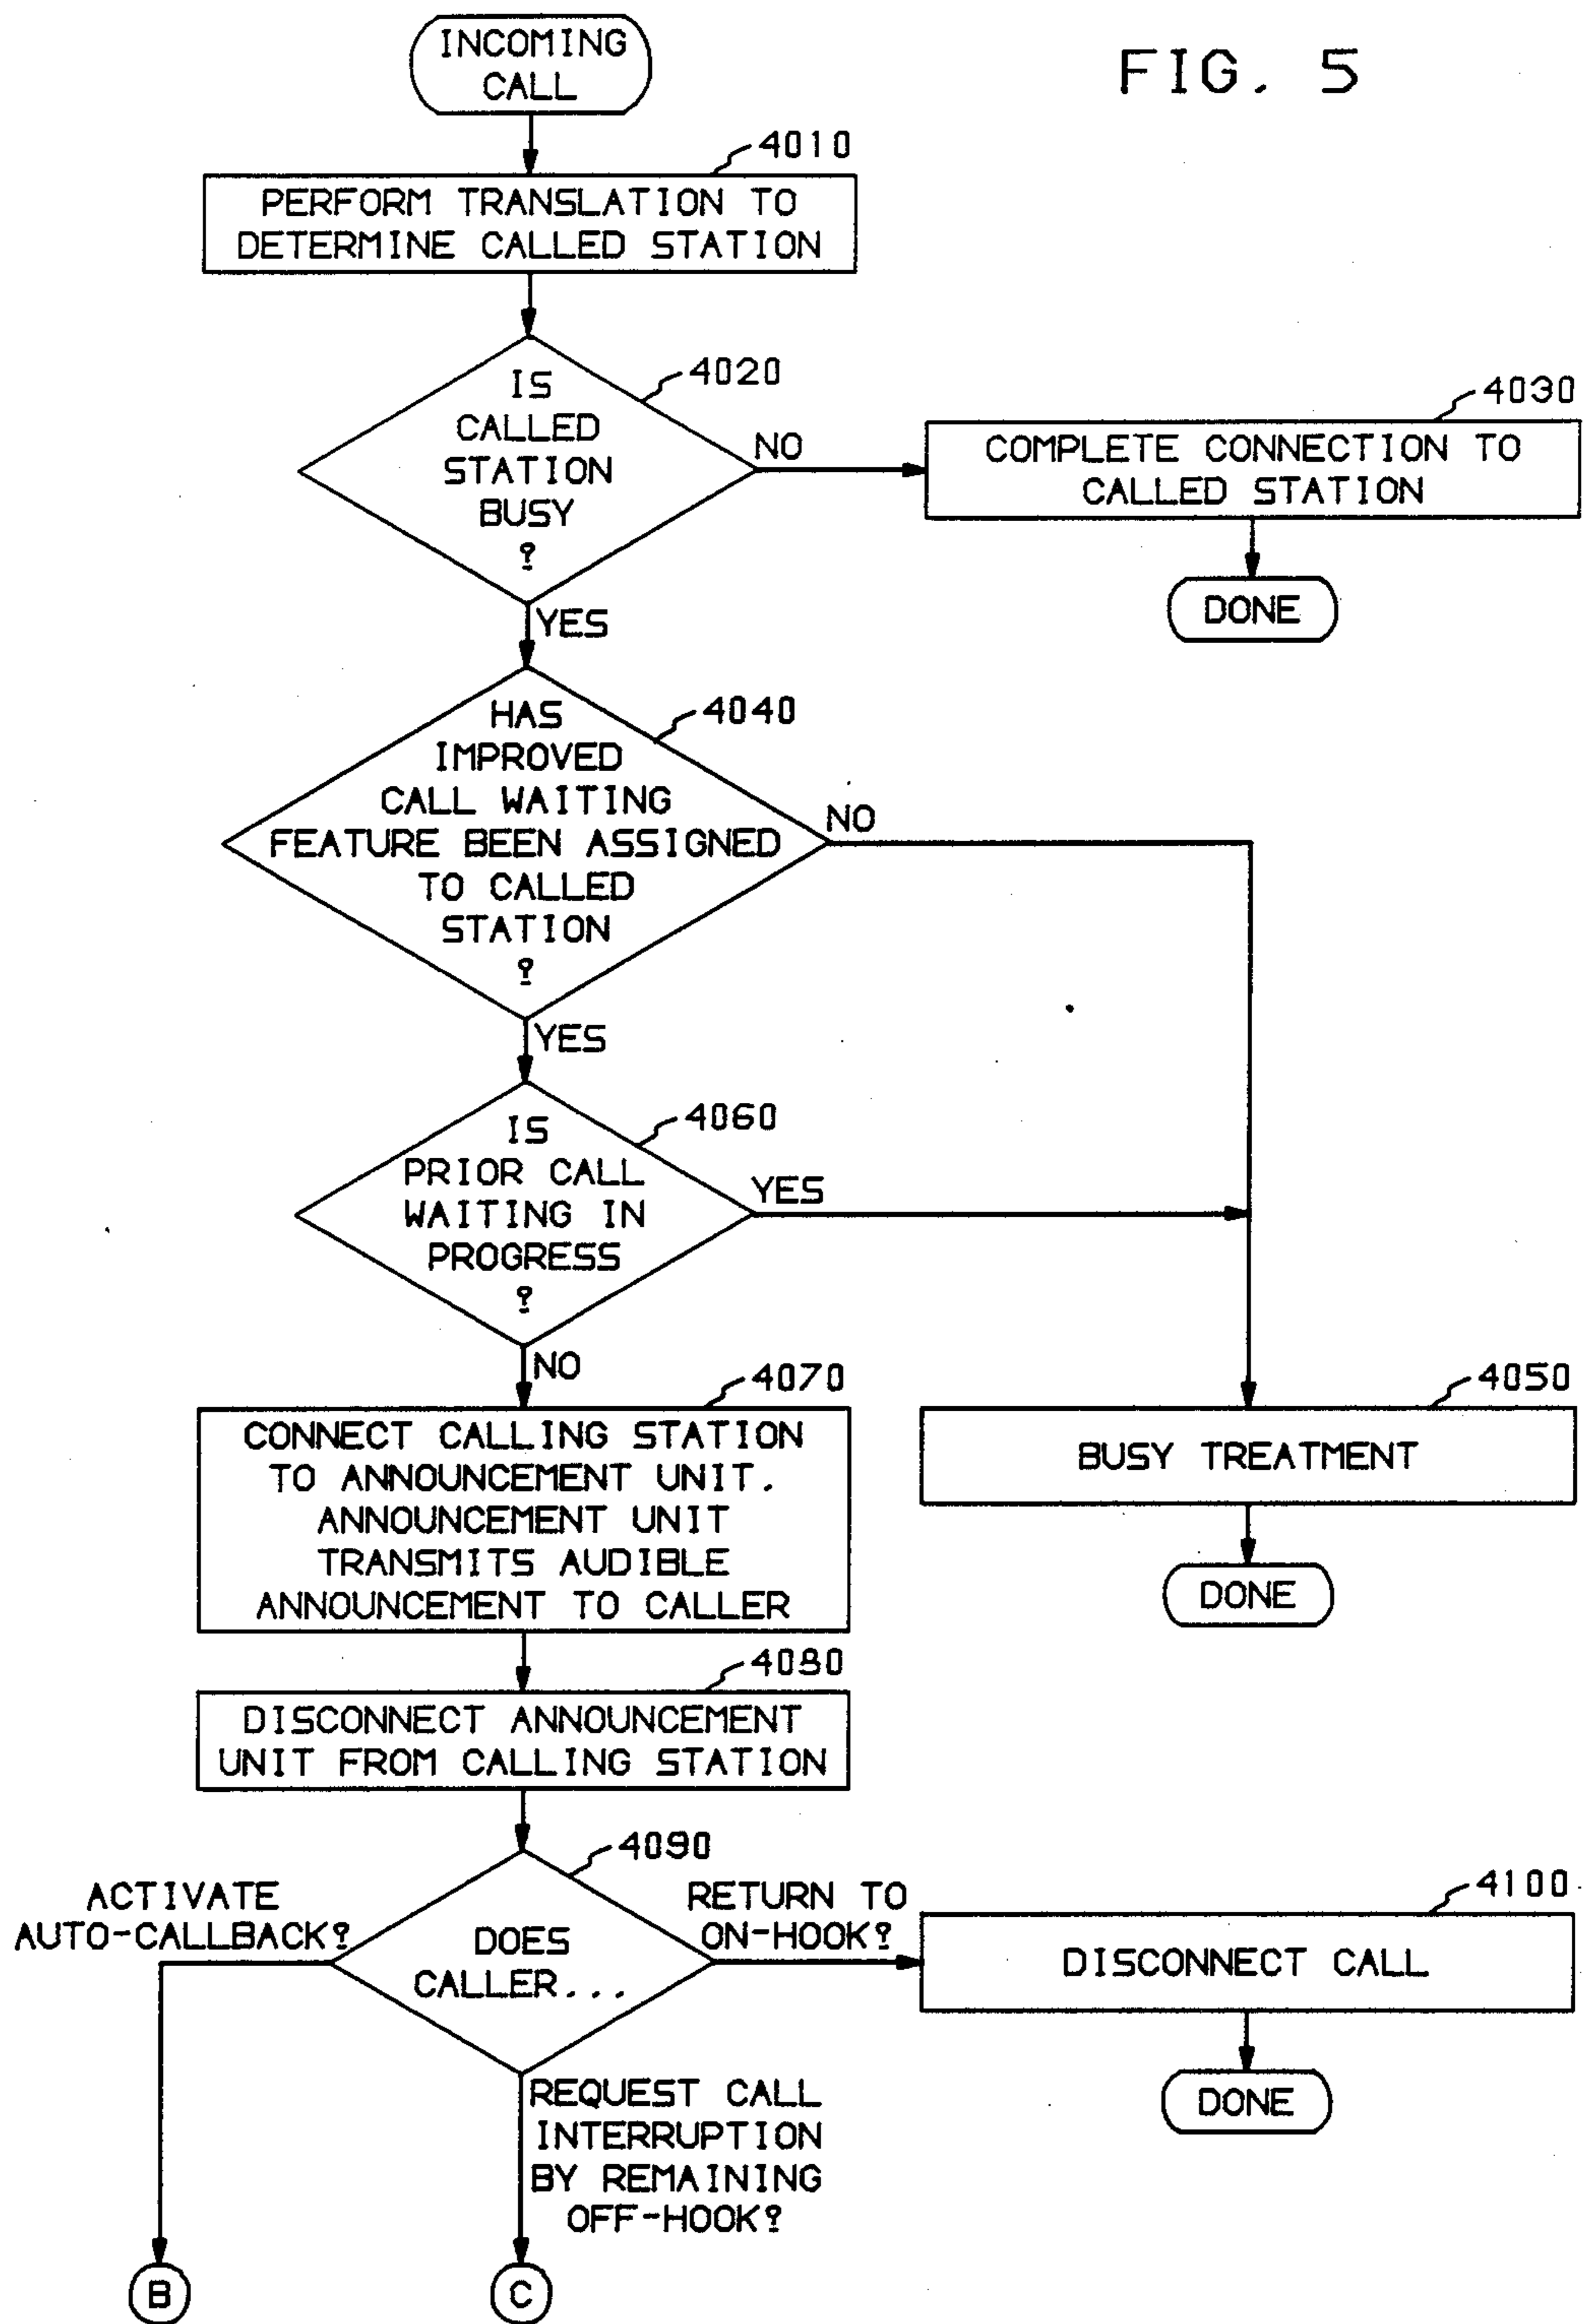 INCOMING
CALL
FIG. 5
4010
PERFORM TRANSLATION TO
DETERMINE CALLED STATION
4020
IS
CALLED
STATION
BUSY
?
NO
4030
COMPLETE CONNECTION TO
CALLED STATION
DONE
YES
4040
HAS
IMPROVED
CALL WAITING
FEATURE BEEN ASSIGNED
TO CALLED
STATION
?
NO
YES
4060
IS
PRIOR CALL
WAITING IN
PROGRESS
?
YES
NO
4070
CONNECT CALLING STATION
TO ANNOUNCEMENT UNIT.
ANNOUNCEMENT UNIT
TRANSMITS AUDIBLE
ANNOUNCEMENT TO CALLER
4050
BUSY TREATMENT
DONE
4080
DISCONNECT ANNOUNCEMENT
UNIT FROM CALLING STATION
4090
DOES
CALLER...
ACTIVATE
AUTO-CALLBACK?
RETURN TO
ON-HOOK?
4100
DISCONNECT CALL
DONE
REQUEST CALL
INTERRUPTION
BY REMAINING
OFF-HOOK?
B
C